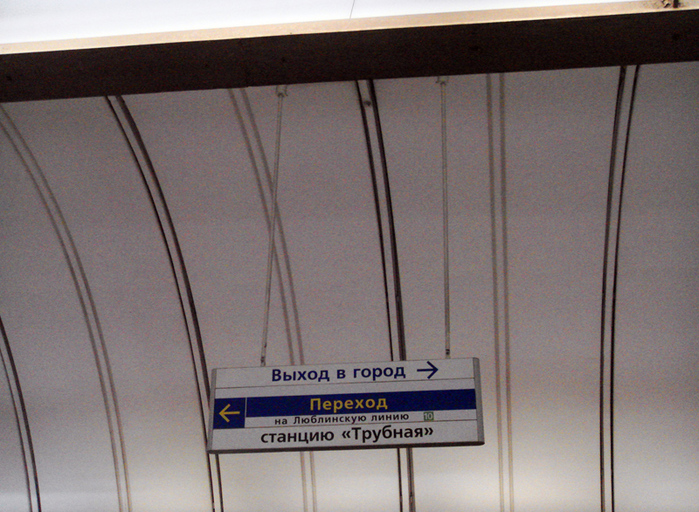 Выход в город →
← Переход
на Люблинскую линию 10
станцию «Трубная»